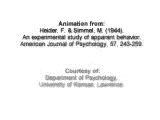 Animation from:
Heider, F. & Simmel, M. (1944).
An experimental study of apparent behavior.
American Journal of Psychology, 57, 243-259.
Courtesy of:
Department of Psychology,
University of Kansas, Lawrence